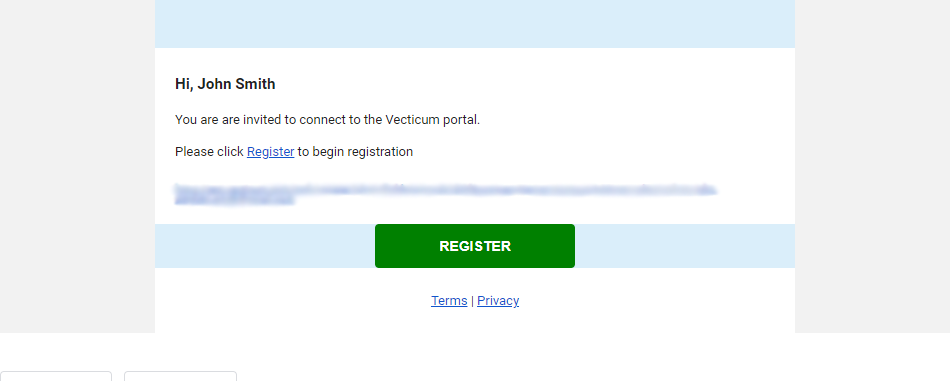 Hi, John Smith
You are are invited to connect to the Vecticum portal.
Please click Register to begin registration
REGISTER
Terms | Privacy